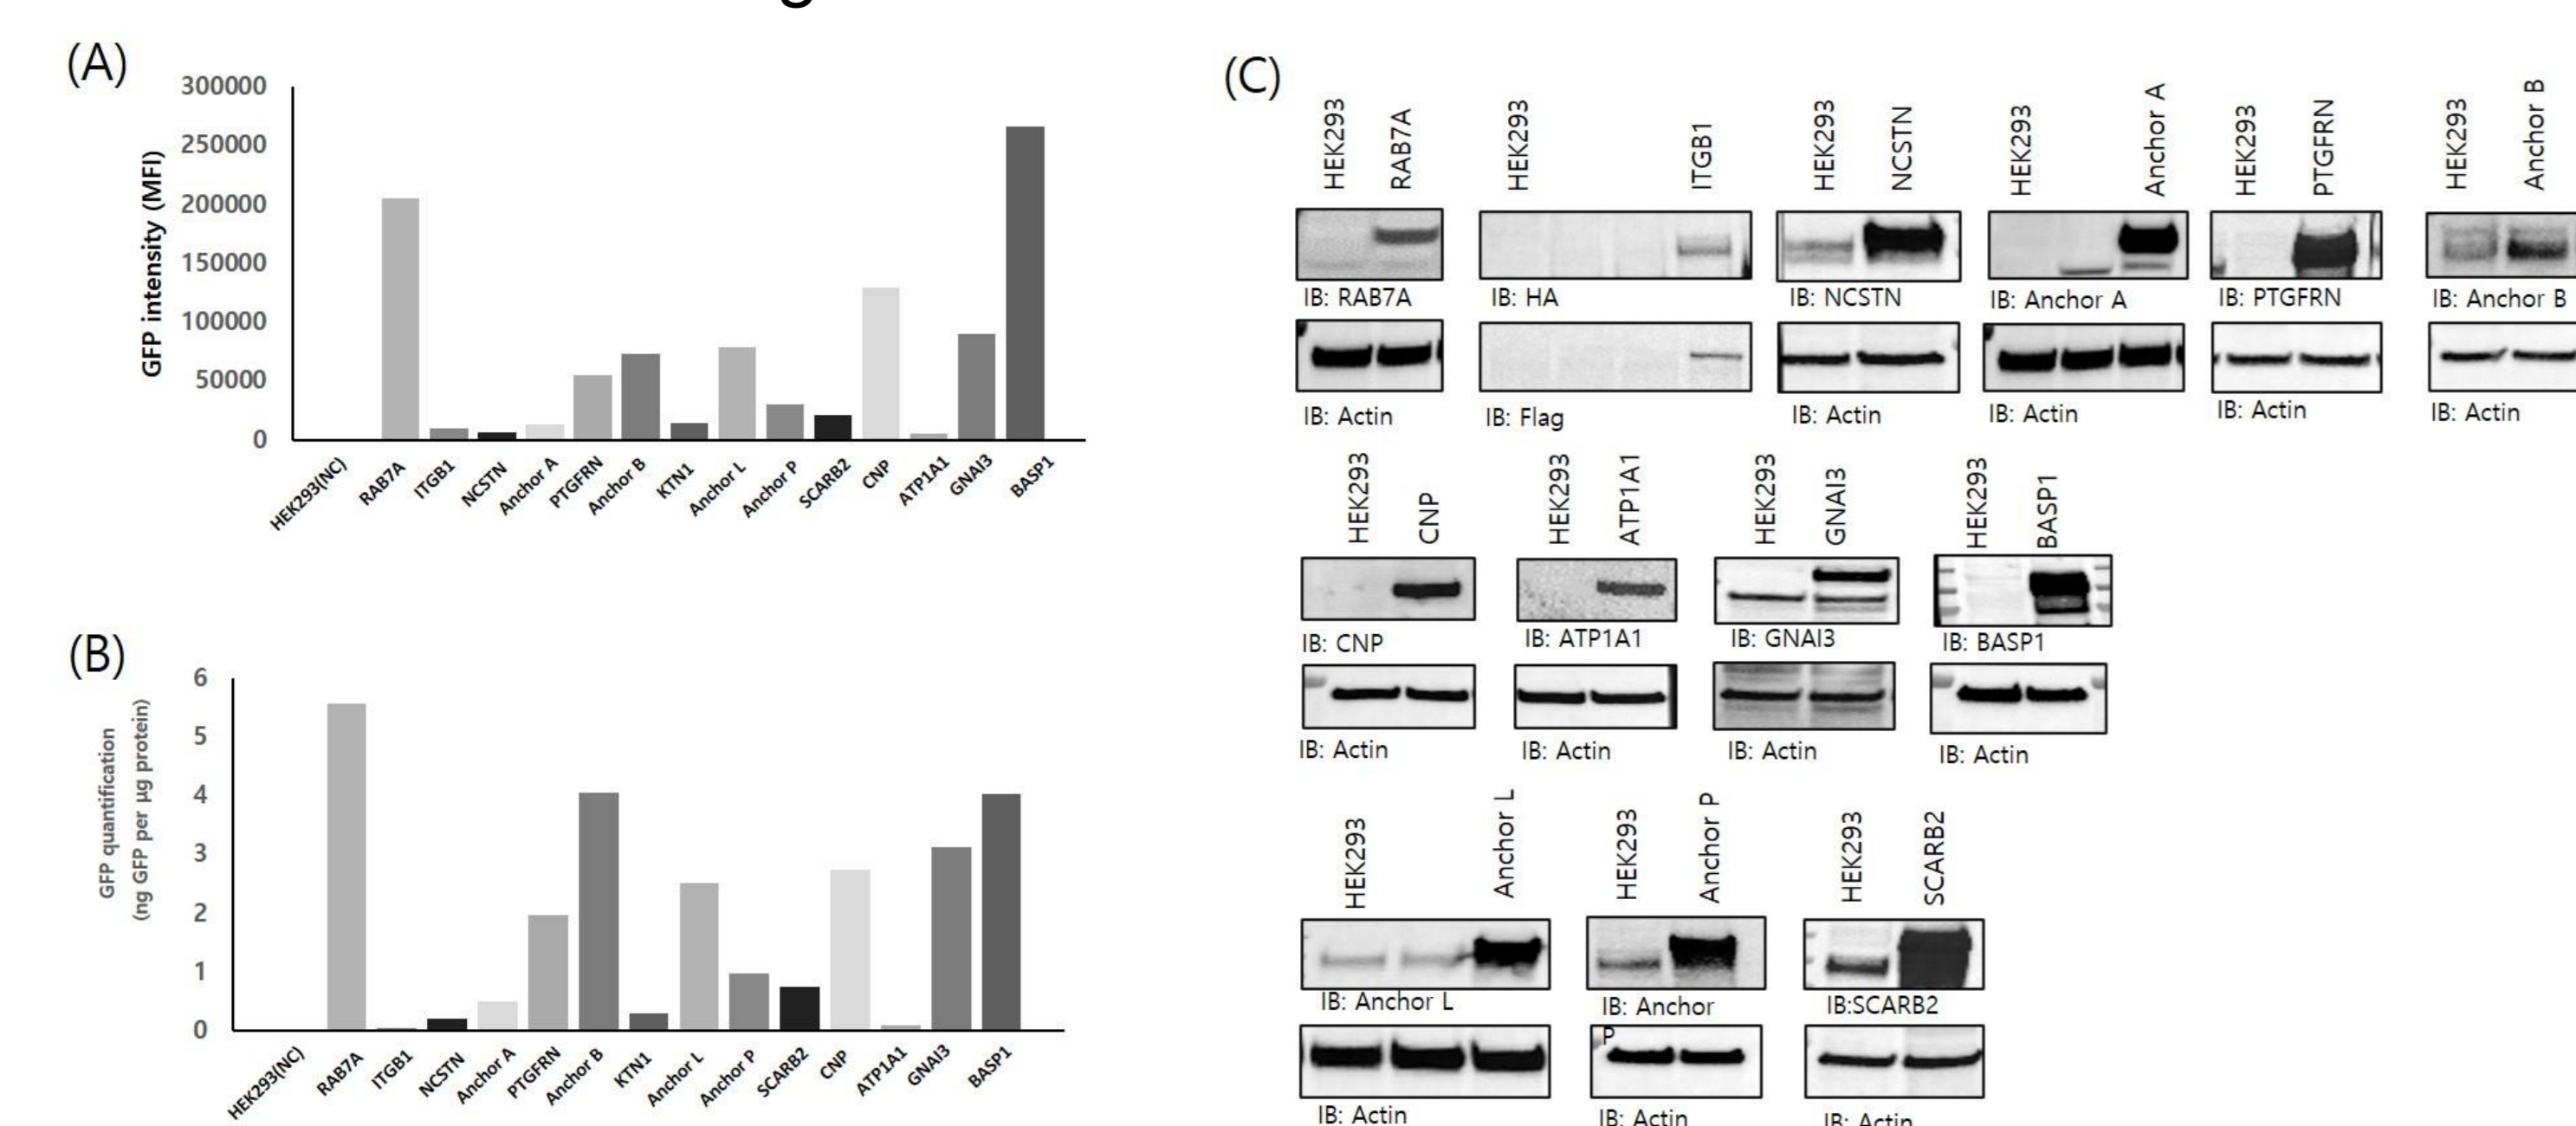 (A)
GFP intensity (MFI)
300000
250000
200000
150000
100000
50000
0
HEK293(NC)
RAB7A
ITGB1
NCSTN
Anchor A
PTGFRN
Anchor B
KTN1
Anchor L
Anchor P
SCARB2
CNP
ATP1A1
GNAI3
BASP1
(B)
GFP quantification
(ng GFP per μg protein)
6
5
4
3
2
1
0
HEK293(NC)
RAB7A
ITGB1
NCSTN
Anchor A
PTGFRN
Anchor B
KTN1
Anchor L
Anchor P
SCARB2
CNP
ATP1A1
GNAI3
BASP1
(C)
HEK293
RAB7A
HEK293
ITGB1
HEK293
NCSTN
HEK293
Anchor A
HEK293
PTGFRN
HEK293
Anchor B
IB: RAB7A
IB: HA
IB: NCSTN
IB: Anchor A
IB: PTGFRN
IB: Anchor B
IB: Actin
IB: Flag
IB: Actin
IB: Actin
IB: Actin
IB: Actin
HEK293
CNP
HEK293
ATP1A1
HEK293
GNAI3
HEK293
BASP1
IB: CNP
IB: ATP1A1
IB: GNAI3
IB: BASP1
IB: Actin
IB: Actin
IB: Actin
IB: Actin
HEK293
Anchor L
HEK293
Anchor P
HEK293
SCARB2
IB: Anchor L
IB: Anchor
P
IB:SCARB2
IB: Actin
IB: Actin
IB: Actin